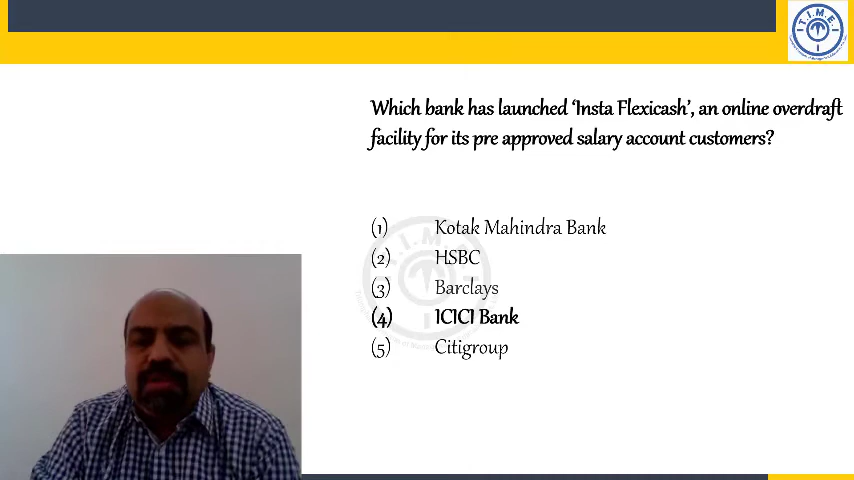 T.I.M.E.
Which bank has launched ‘Insta Flexicash’, an online overdraft
facility for its pre approved salary account customers?
(1) Kotak Mahindra Bank
(2) HSBC
(3) Barclays
(4) ICICI Bank
(5) Citigroup